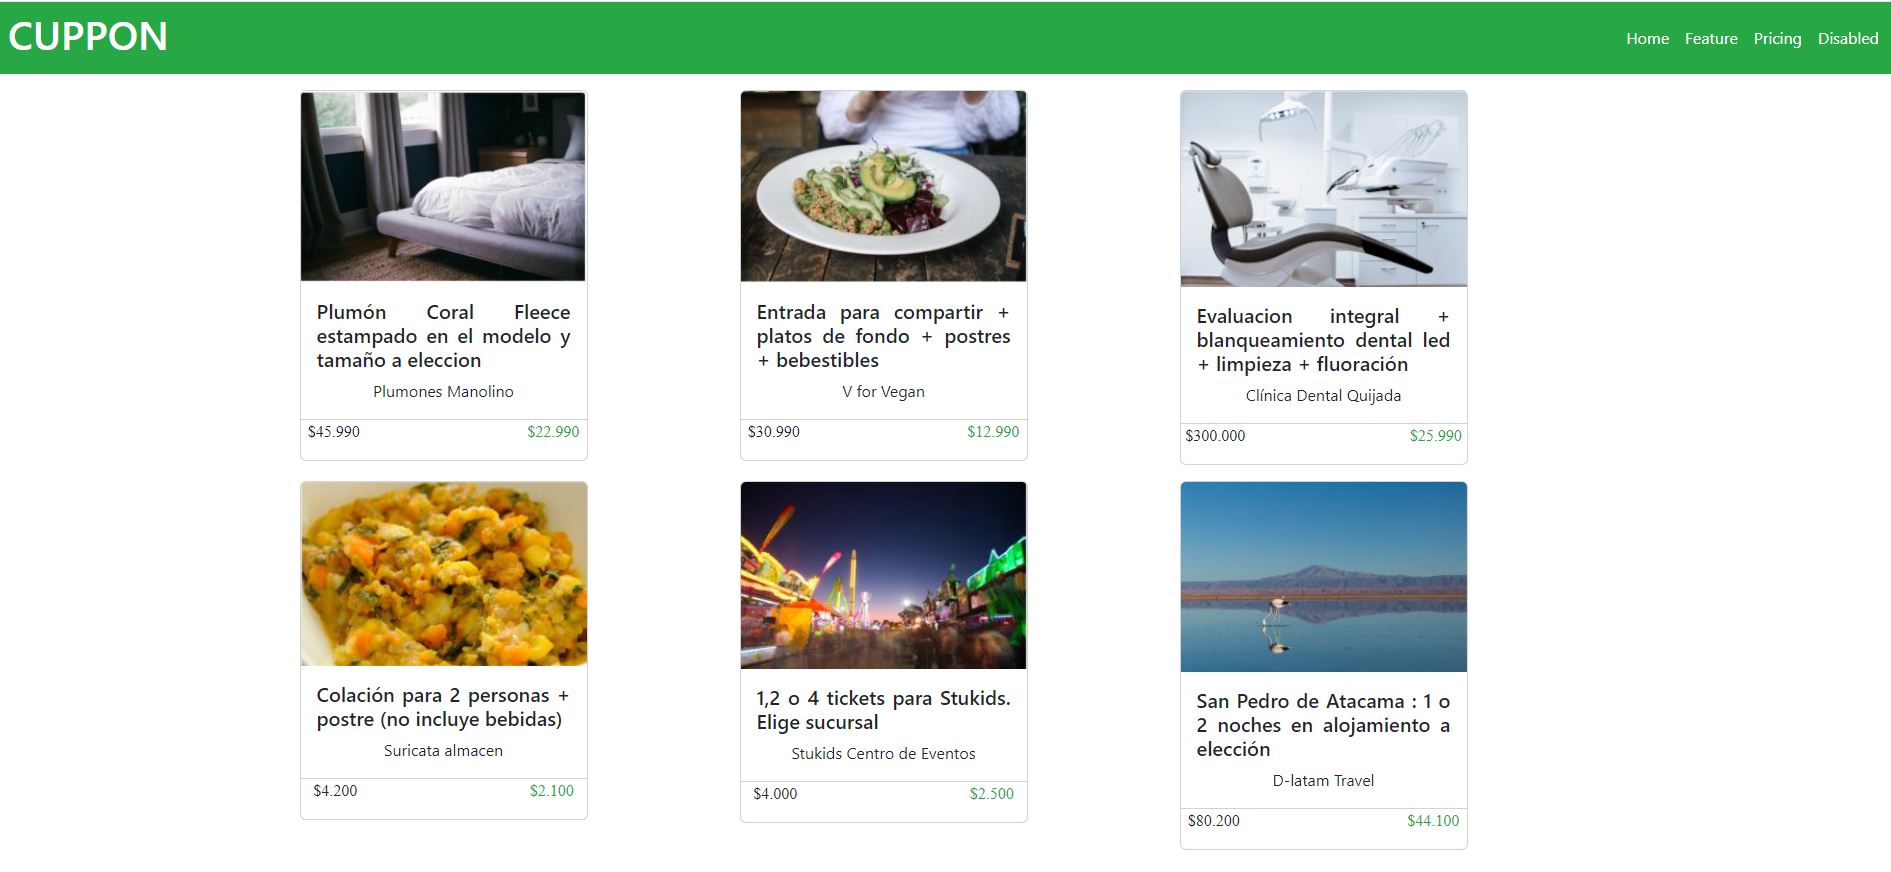 CUPPON
Home Feature Pricing Disabled
Plumón Coral Fleece
estampado en el modelo y
tamaño a eleccion
Plumones Manolino
$45.990 $22.990
Entrada para compartir +
platos de fondo + postres
+ bebestibles
V for Vegan
$30.990 $12.990
Evaluacion integral +
blanqueamiento dental led
+ limpieza + fluoración
Clínica Dental Quijada
$300.000 $25.990
Colación para 2 personas +
postre (no incluye bebidas)
Suricata almacen
$4.200 $2.100
1,2 o 4 tickets para Stukids.
Elige sucursal
Stukids Centro de Eventos
$4.000 $2.500
San Pedro de Atacama : 1 o
2 noches en alojamiento a
elección
D-latam Travel
$80.200 $44.100